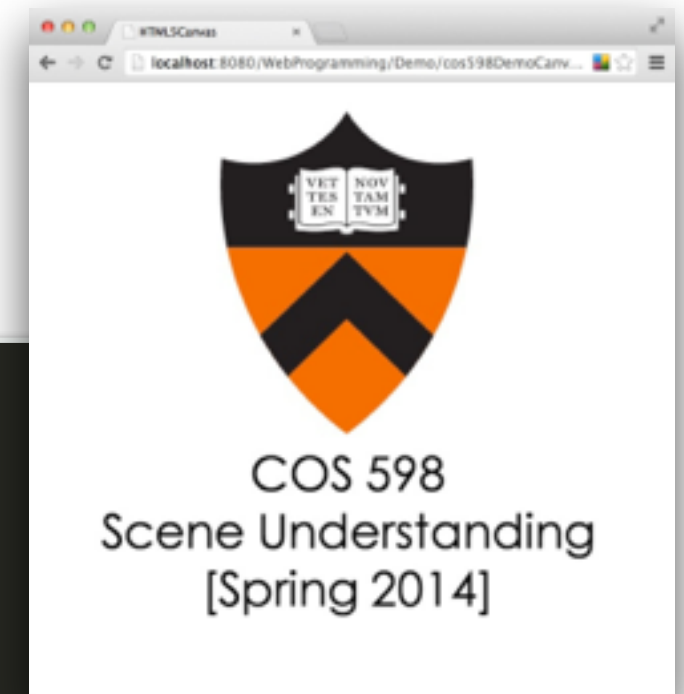 HTML5Canvas
localhost:8080/WebProgramming/Demo/cos598DemoCanv...
VET NOV
TES TAM
EN TVM
COS 598
Scene Understanding
[Spring 2014]